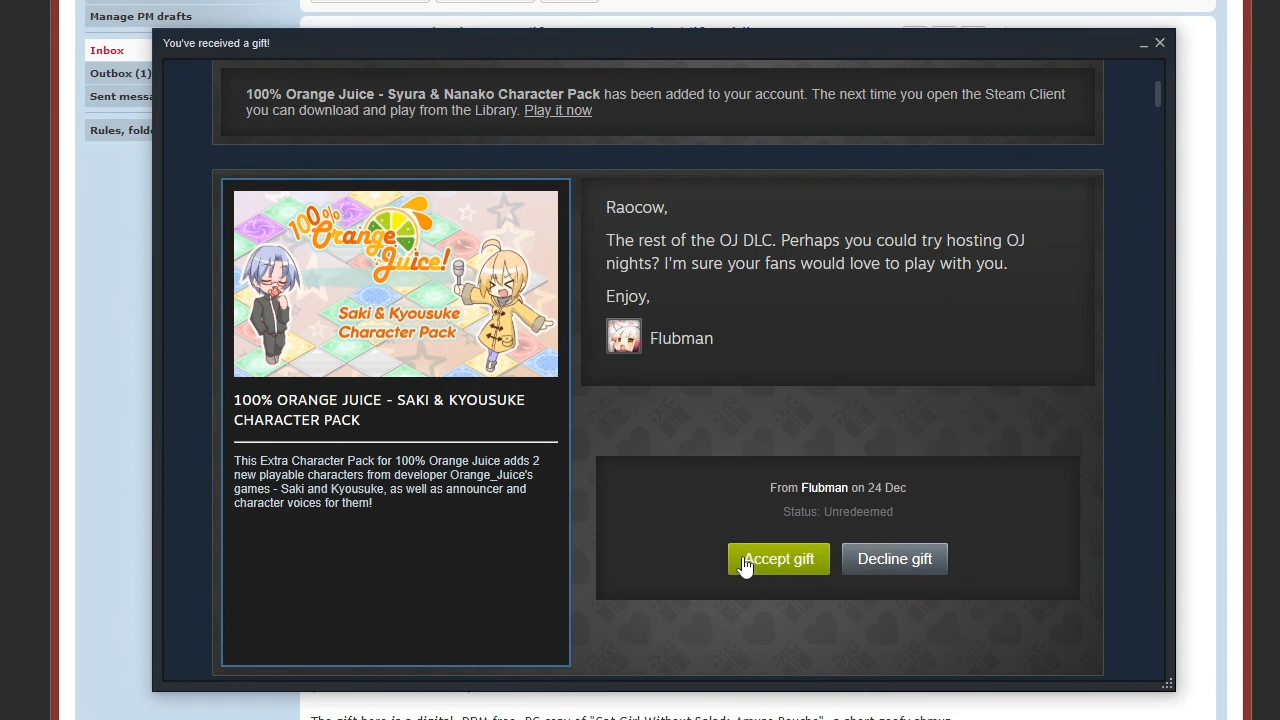 Manage PM drafts
Inbox
Outbox (1)
Sent messa
Rules, folde
You've received a gift!
100% Orange Juice - Syura & Nanako Character Pack has been added to your account. The next time you open the Steam Client
you can download and play from the Library. Play it now
100%
Orange
Juice!
Saki & Kyousuke
Character Pack
100% ORANGE JUICE - SAKI & KYOUSUKE
CHARACTER PACK
This Extra Character Pack for 100% Orange Juice adds 2
new playable characters from developer Orange_Juice's
games - Saki and Kyousuke, as well as announcer and
character voices for them!
Raocow,
The rest of the OJ DLC. Perhaps you could try hosting OJ
nights? I'm sure your fans would love to play with you.
Enjoy,
Flubman
From Flubman on 24 Dec
Status: Unredeemed
Accept gift
Decline gift